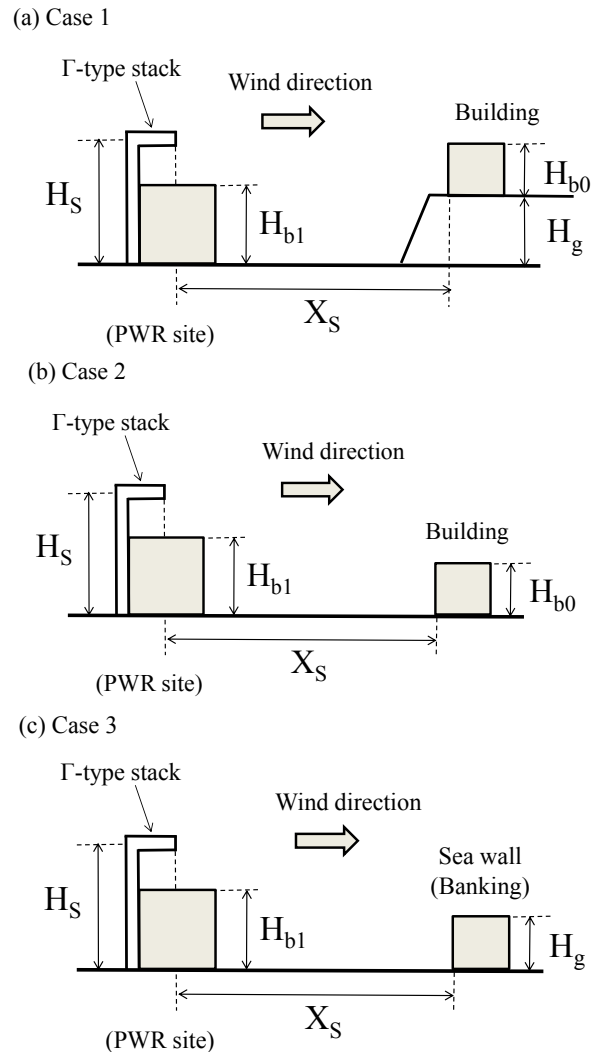 (a) Case 1
Γ-type stack
Wind direction
Building
H_S
H_b1
H_b0
H_g
X_S
(PWR site)
(b) Case 2
Γ-type stack
Wind direction
Building
H_S
H_b1
H_b0
X_S
(PWR site)
(c) Case 3
Γ-type stack
Wind direction
Sea wall
(Banking)
H_S
H_b1
H_g
X_S
(PWR site)